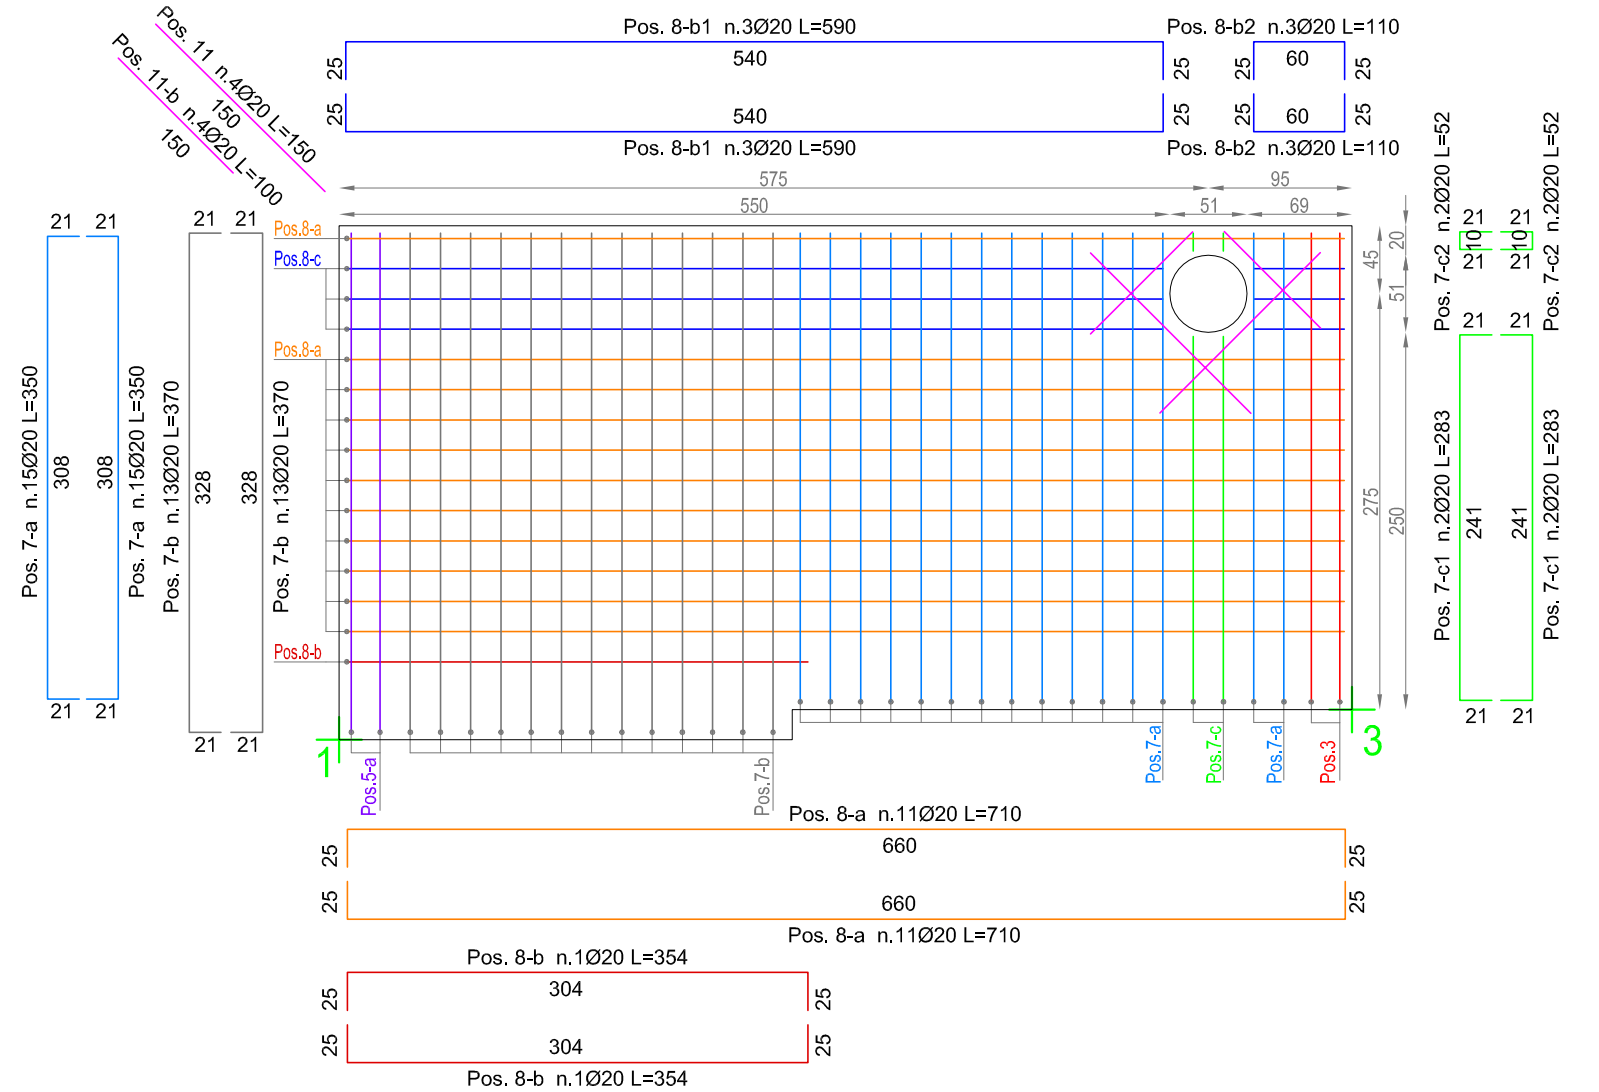 Pos. 8-b1 n.3Ø20 L=590
Pos. 8-b2 n.3Ø20 L=110
25
540
25
25
60
25
25
540
25
25
60
25
Pos. 8-b1 n.3Ø20 L=590
Pos. 8-b2 n.3Ø20 L=110
Pos. 11 n.4Ø20 L=150
150
Pos. 11-b n.4Ø20 L=100
150
575
95
550
51
69
20
45
51
275
250
21
21
Pos. 7-a n.15Ø20 L=350
308
308
Pos. 7-a n.15Ø20 L=350
21
21
21
21
Pos. 7-b n.13Ø20 L=370
328
328
Pos. 7-b n.13Ø20 L=370
21
21
Pos.8-a
Pos.8-c
Pos.8-a
Pos.8-b
Pos. 7-c2 n.2Ø20 L=52
21
21
10
10
21
21
Pos. 7-c2 n.2Ø20 L=52
21
21
Pos. 7-c1 n.2Ø20 L=283
241
241
Pos. 7-c1 n.2Ø20 L=283
21
21
1
3
Pos.5-a
Pos.7-b
Pos.7-a
Pos.7-c
Pos.7-a
Pos.3
Pos. 8-a n.11Ø20 L=710
25
660
25
25
660
25
Pos. 8-a n.11Ø20 L=710
Pos. 8-b n.1Ø20 L=354
25
304
25
25
304
25
Pos. 8-b n.1Ø20 L=354